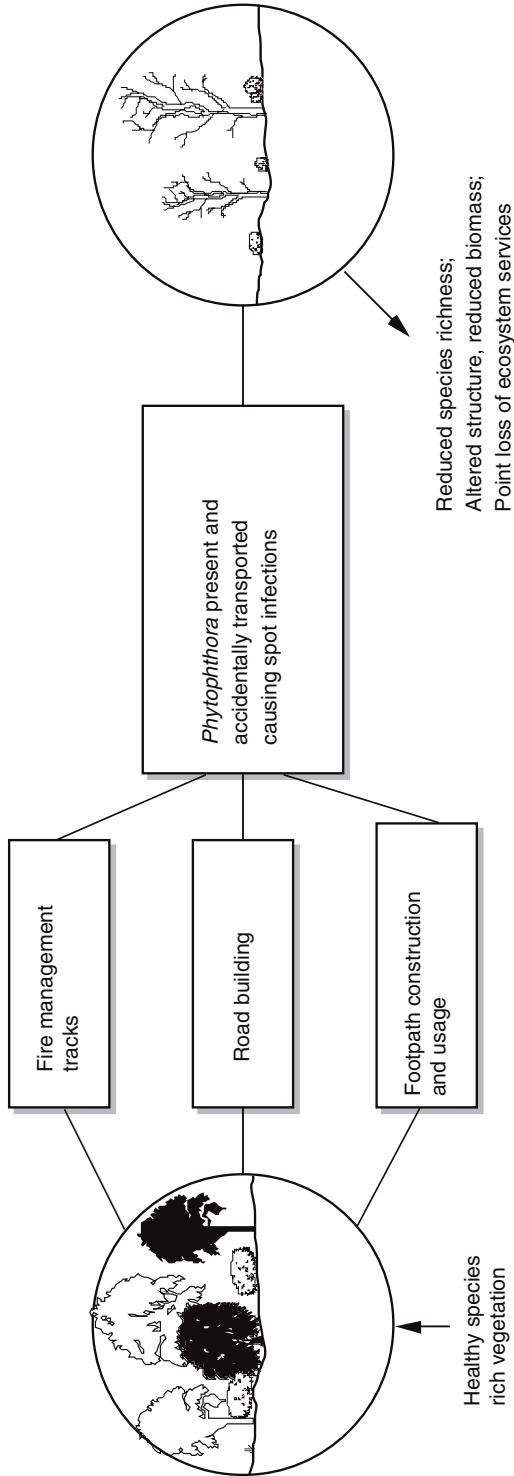 Healthy species
rich vegetation
Fire management
tracks
Road building
Footpath construction
and usage
Phytophthora present and
accidentally transported
causing spot infections
Reduced species richness;
Altered structure, reduced biomass;
Point loss of ecosystem services